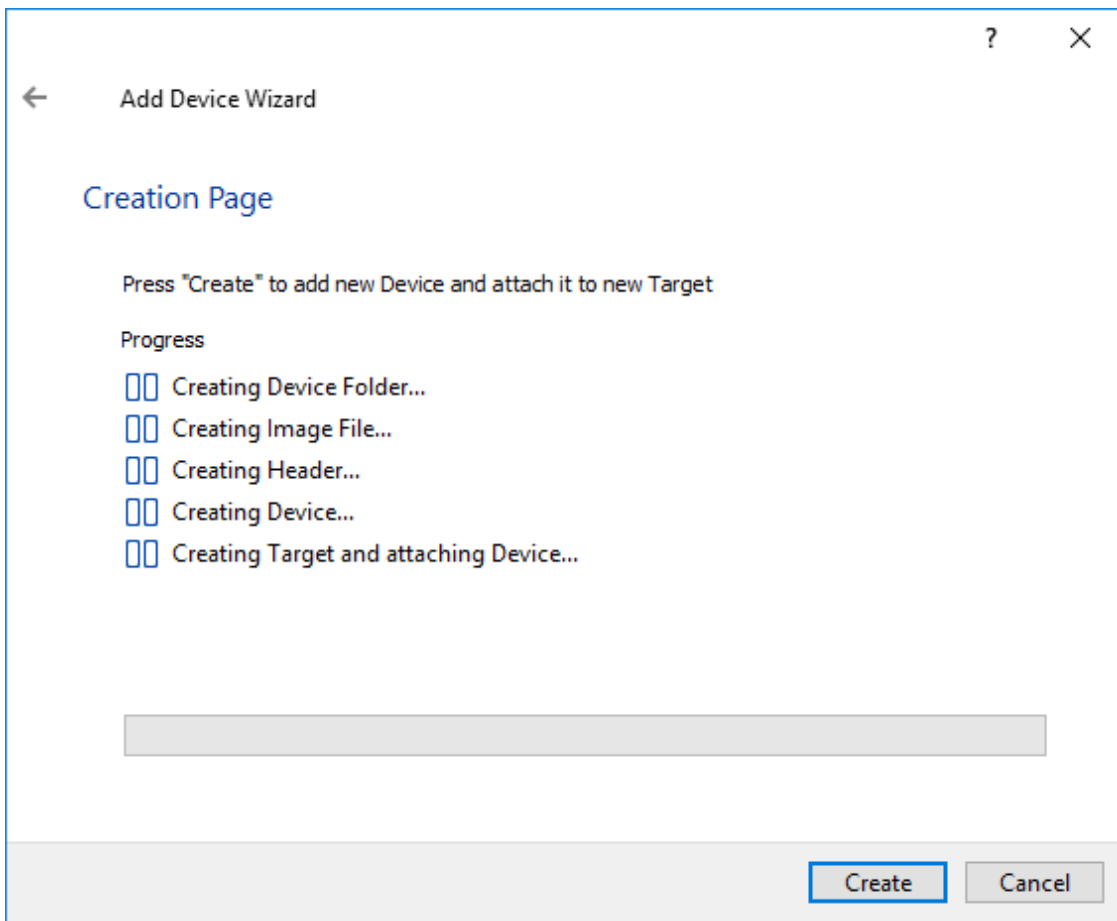 ?
Add Device Wizard
Creation Page
Press "Create" to add new Device and attach it to new Target
Progress
Creating Device Folder...
Creating Image File...
Creating Header...
Creating Device...
Creating Target and attaching Device...
Create Cancel